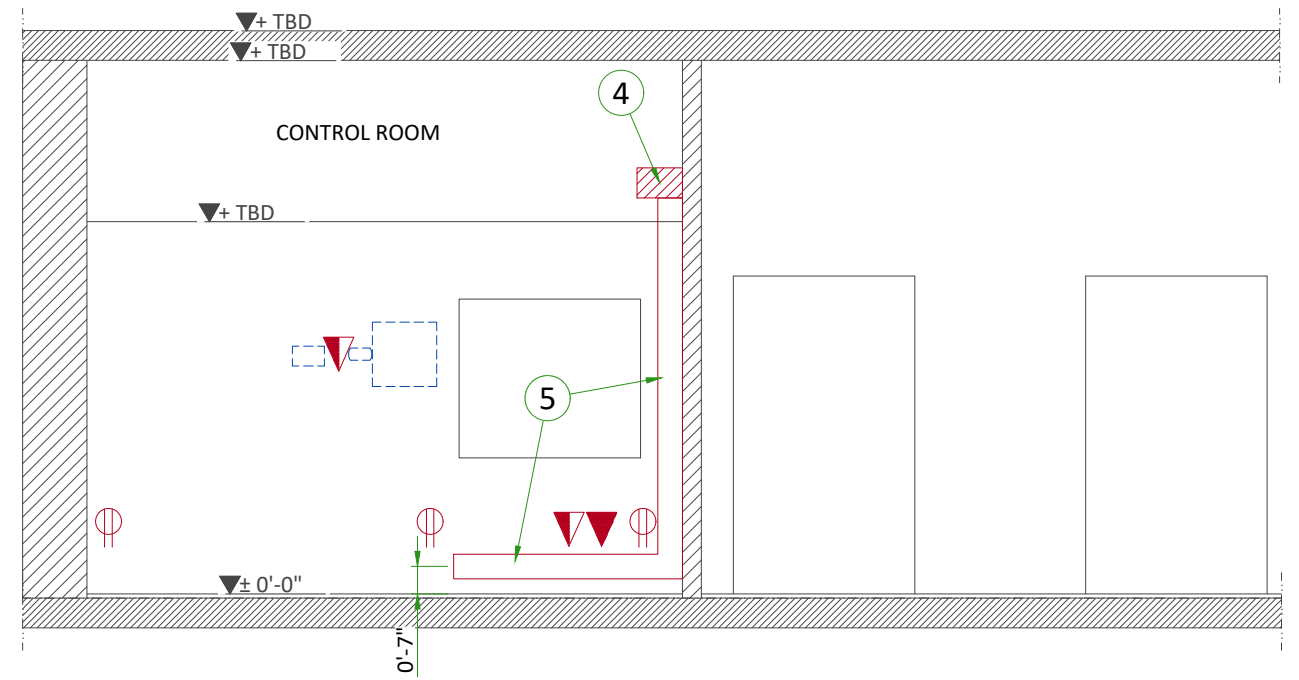 + TBD
+ TBD
4
CONTROL ROOM
+ TBD
5
± 0'-0"
0'-7"